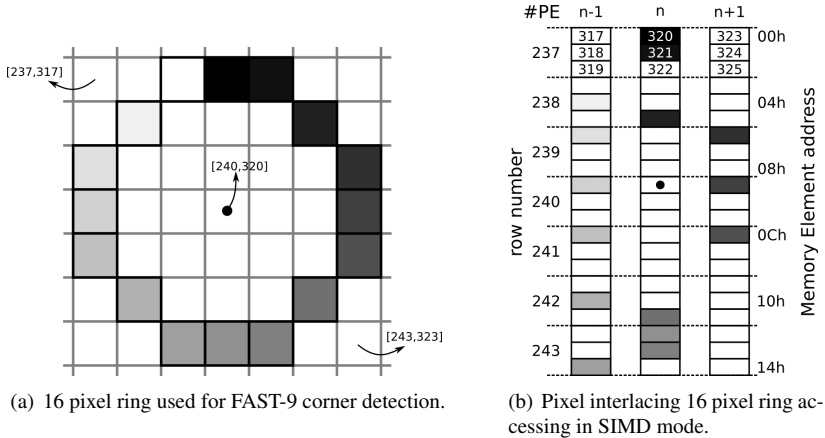 #PE n-1 n n+1
[237,317]
[240,320]
[243,323]
317 320 323
318 321 324
319 322 325
237
238
239
240
241
242
243
row number
00h
04h
08h
0Ch
10h
14h
Memory Element address
(a) 16 pixel ring used for FAST-9 corner detection.
(b) Pixel interlacing 16 pixel ring ac-
cessing in SIMD mode.